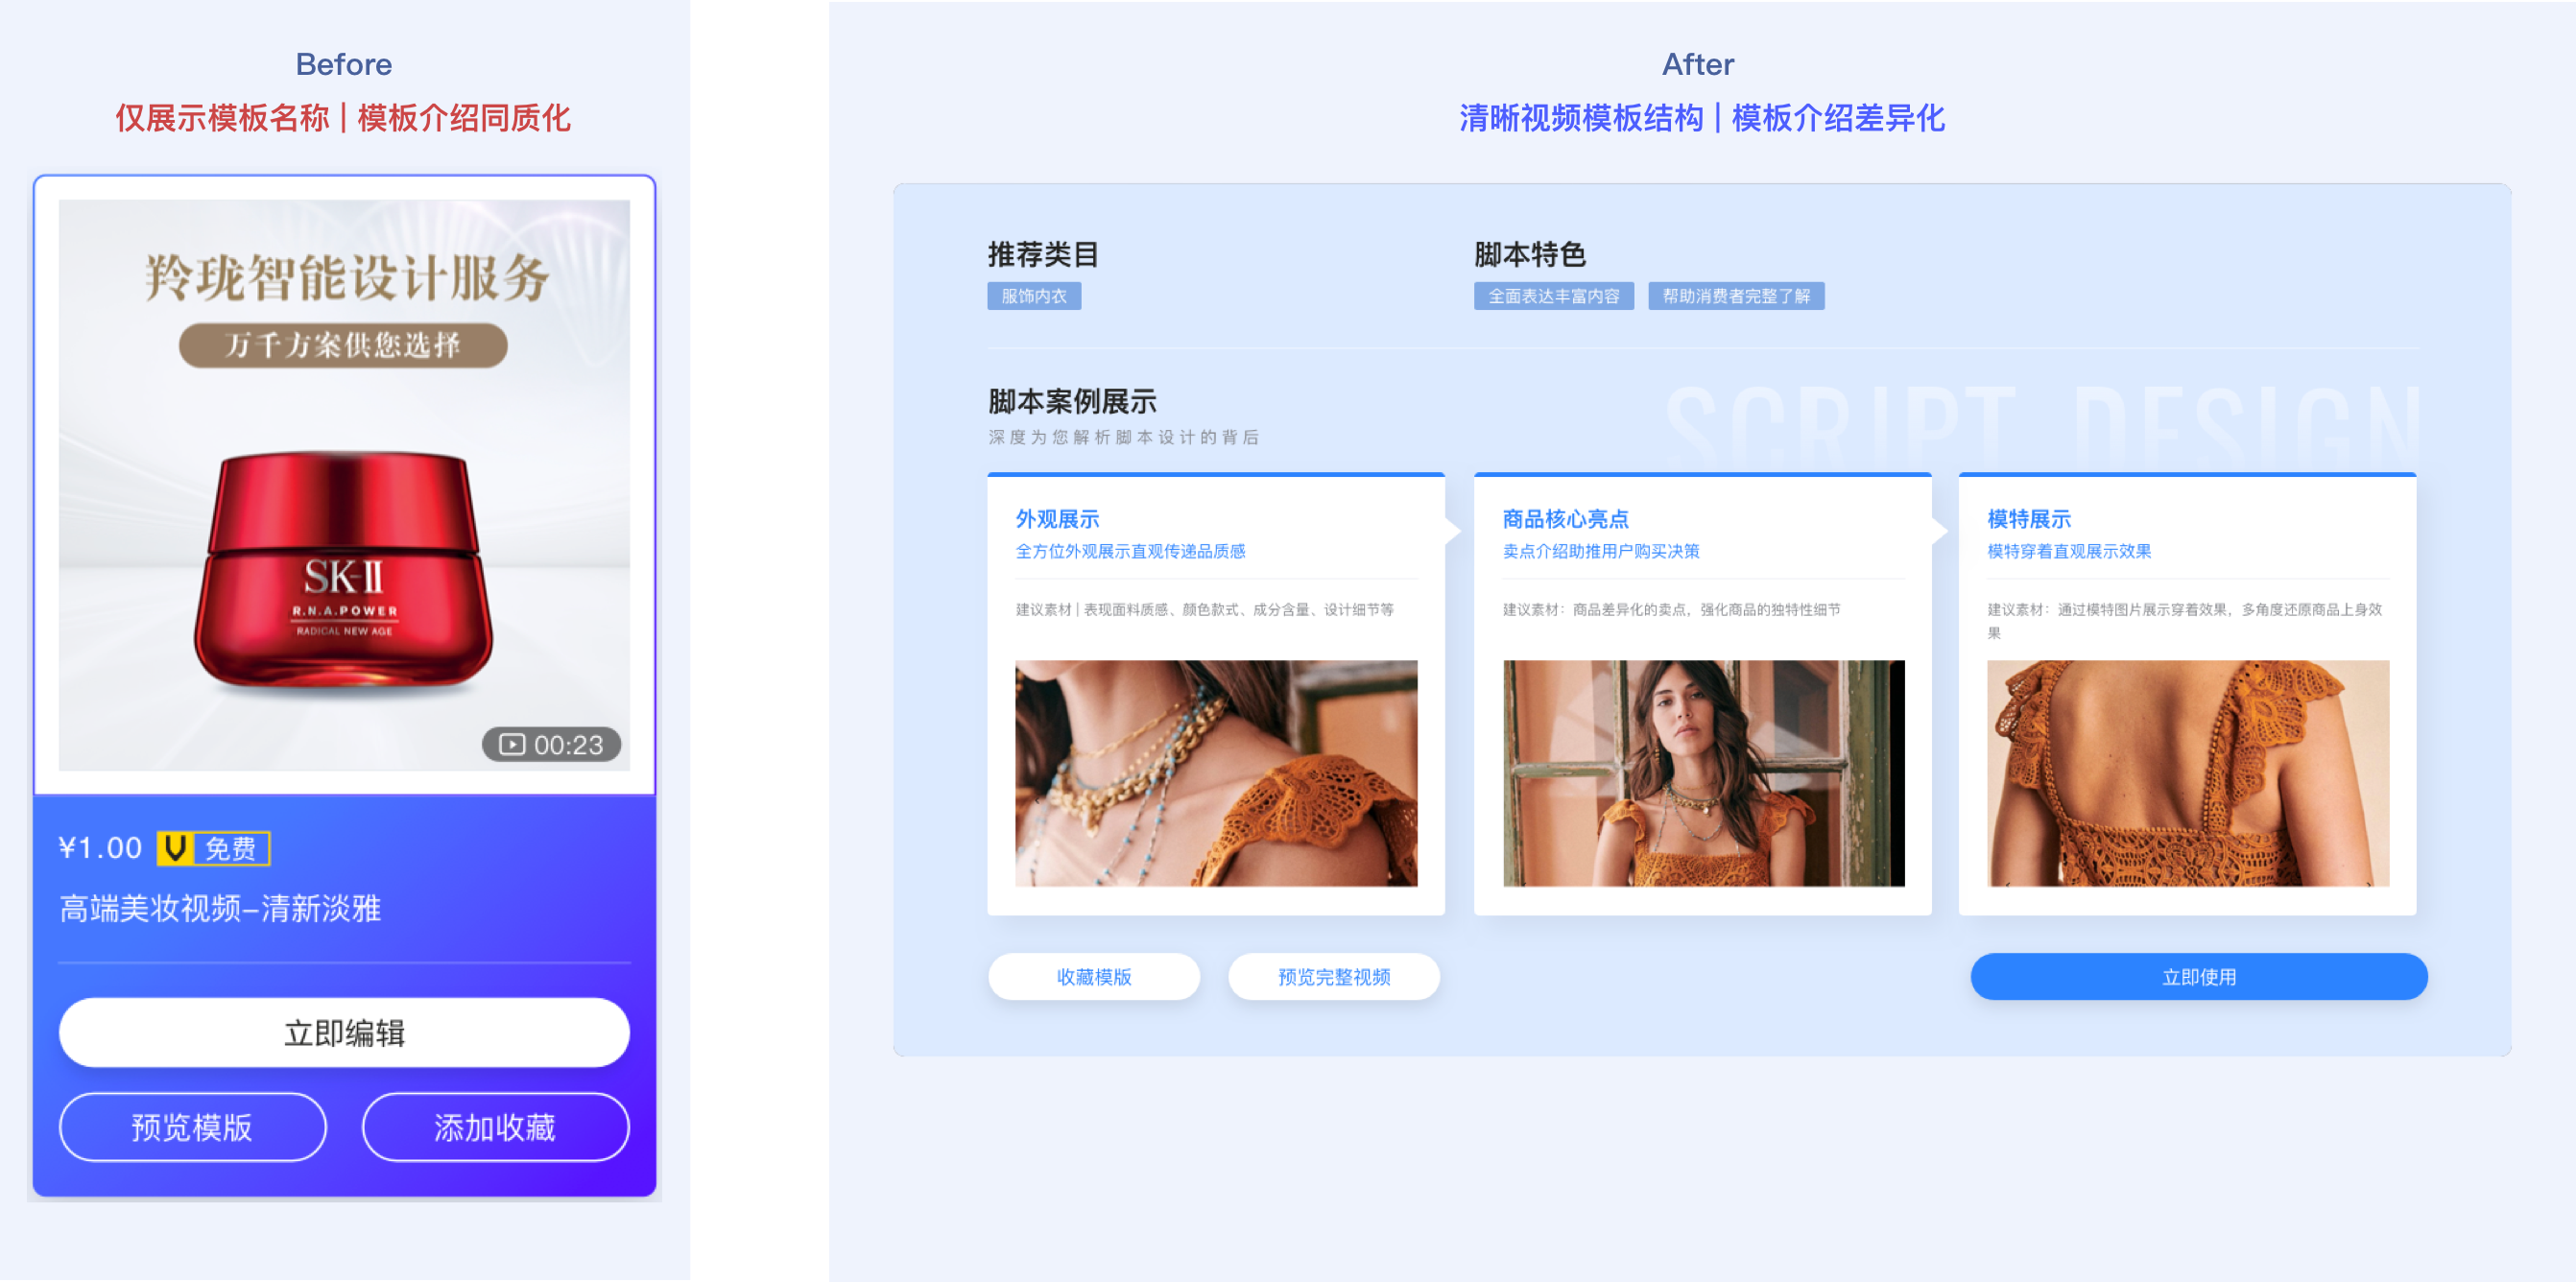 Before
仅展示模板名称 | 模板介绍同质化
羚珑智能设计服务
万千方案供您选择
SK-II
R.N.A.POWER
RADICAL NEW AGE
00:23
¥1.00 V 免费
高端美妆视频-清新淡雅
立即编辑
预览模版
添加收藏
After
清晰视频模板结构 | 模板介绍差异化
推荐类目
服饰内衣
脚本特色
全面表达丰富内容
帮助消费者完整了解
脚本案例展示
深度为您解析脚本设计的背后
SCRIPT DESIGN
外观展示
全方位外观展示直观传递品质感
建议素材 | 表现面料质感、颜色款式、成分含量、设计细节等
商品核心亮点
卖点介绍助推用户购买决策
建议素材：商品差异化的卖点，强化商品的独特性细节
模特展示
模特穿着直观展示效果
建议素材：通过模特图片展示穿着效果，多角度还原商品上身效
果
收藏模版
预览完整视频
立即使用